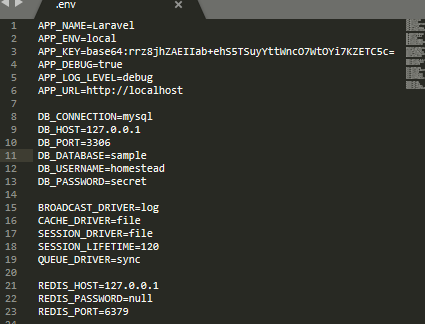 .env
1 APP_NAME=Laravel
2 APP_ENV=local
3 APP_KEY=base64:rrz8jhZAEIIab+ehS5TSuyYttWncO7WtOYi7KZETC5c=
4 APP_DEBUG=true
5 APP_LOG_LEVEL=debug
6 APP_URL=http://localhost
7
8 DB_CONNECTION=mysql
9 DB_HOST=127.0.0.1
10 DB_PORT=3306
11 DB_DATABASE=sample
12 DB_USERNAME=homestead
13 DB_PASSWORD=secret
14
15 BROADCAST_DRIVER=log
16 CACHE_DRIVER=file
17 SESSION_DRIVER=file
18 SESSION_LIFETIME=120
19 QUEUE_DRIVER=sync
20
21 REDIS_HOST=127.0.0.1
22 REDIS_PASSWORD=null
23 REDIS_PORT=6379
24